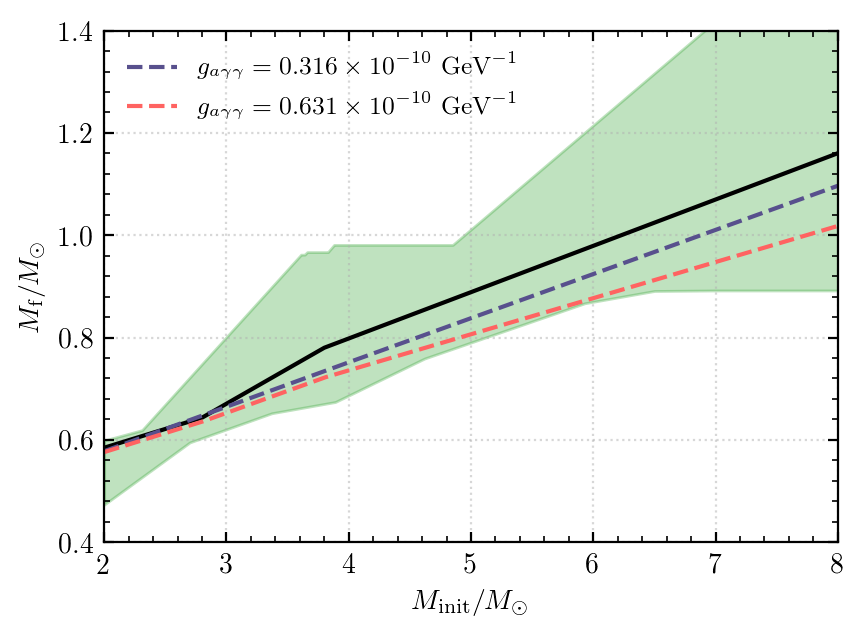 1.4
g_{aγγ} = 0.316 × 10^{−10} GeV^{−1}
g_{aγγ} = 0.631 × 10^{−10} GeV^{−1}
1.2
1.0
M_f/M_⊙
0.8
0.6
0.4
2 3 4 5 6 7 8
M_{init}/M_⊙